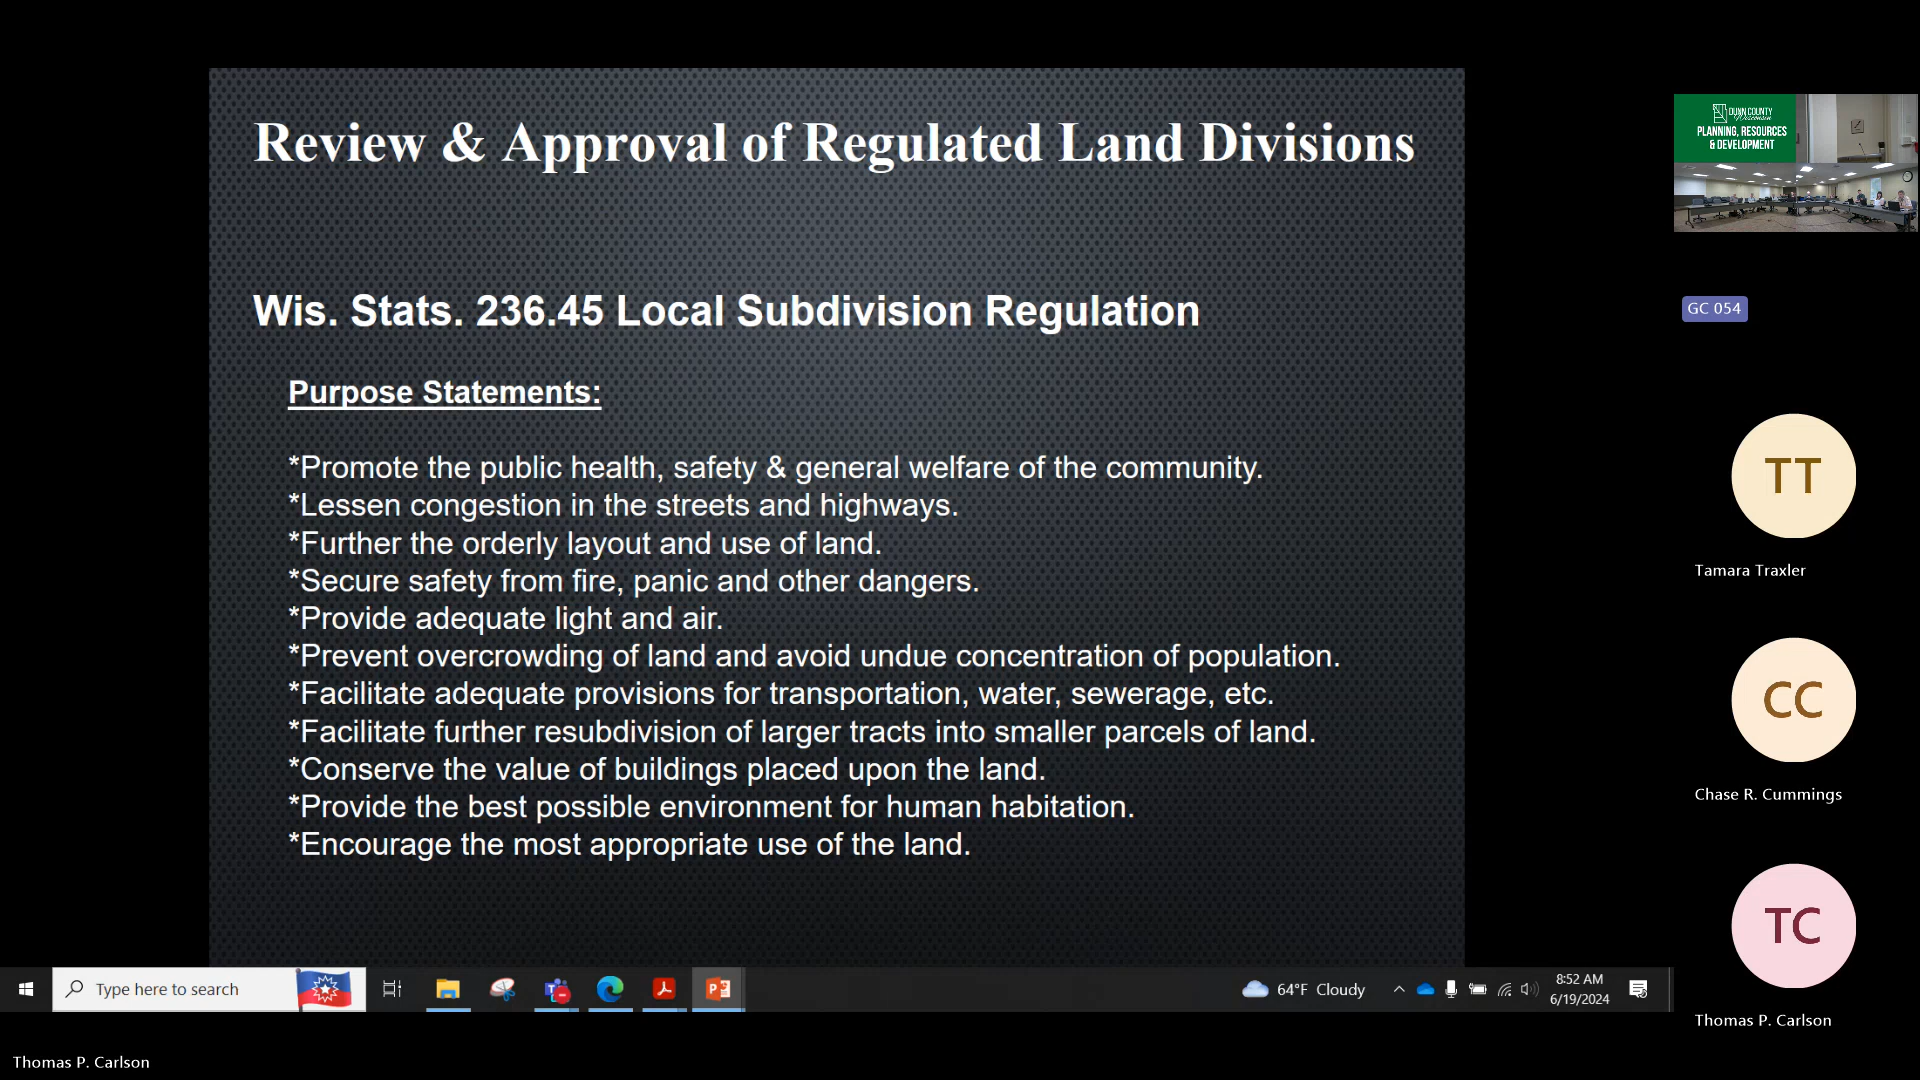 Review & Approval of Regulated Land Divisions
Wis. Stats. 236.45 Local Subdivision Regulation
Purpose Statements:
*Promote the public health, safety & general welfare of the community.
*Lessen congestion in the streets and highways.
*Further the orderly layout and use of land.
*Secure safety from fire, panic and other dangers.
*Provide adequate light and air.
*Prevent overcrowding of land and avoid undue concentration of population.
*Facilitate adequate provisions for transportation, water, sewerage, etc.
*Facilitate further resubdivision of larger tracts into smaller parcels of land.
*Conserve the value of buildings placed upon the land.
*Provide the best possible environment for human habitation.
*Encourage the most appropriate use of the land.
Type here to search
64°F Cloudy
8:52 AM
6/19/2024
Thomas P. Carlson
DUNN COUNTY
Wisconsin
PLANNING, RESOURCES
& DEVELOPMENT
GC 054
TT
Tamara Traxler
CC
Chase R. Cummings
TC
Thomas P. Carlson